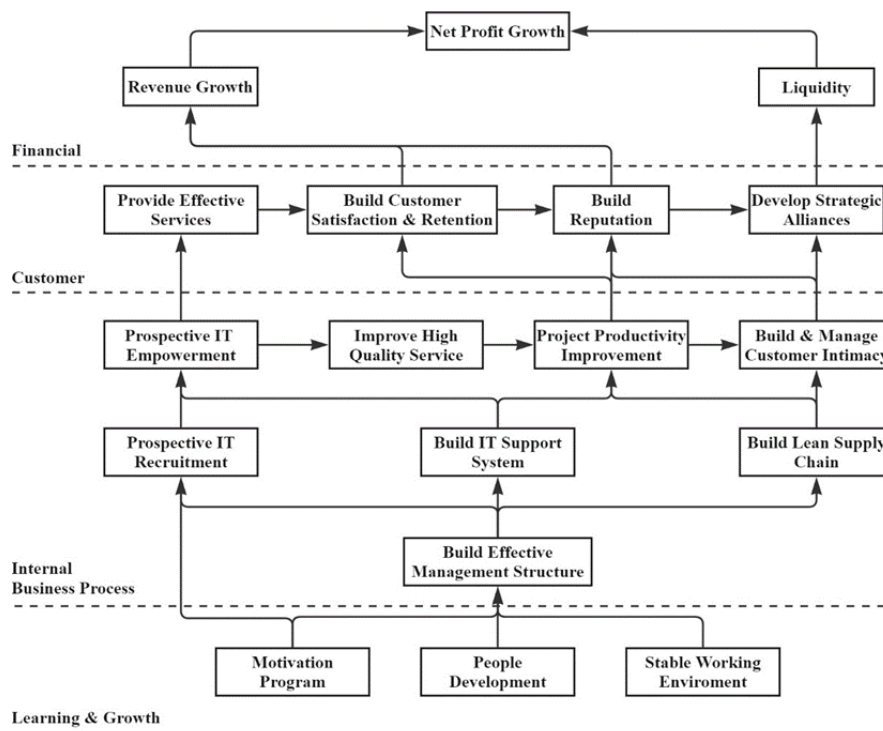 Net Profit Growth
Revenue Growth
Liquidity
Financial
Provide Effective
Services
Build Customer
Satisfaction & Retention
Build
Reputation
Develop Strategic
Alliances
Customer
Prospective IT
Empowerment
Improve High
Quality Service
Project Productivity
Improvement
Build & Manage
Customer Intimacy
Prospective IT
Recruitment
Build IT Support
System
Build Lean Supply
Chain
Build Effective
Management Structure
Internal
Business Process
Motivation
Program
People
Development
Stable Working
Enviroment
Learning & Growth